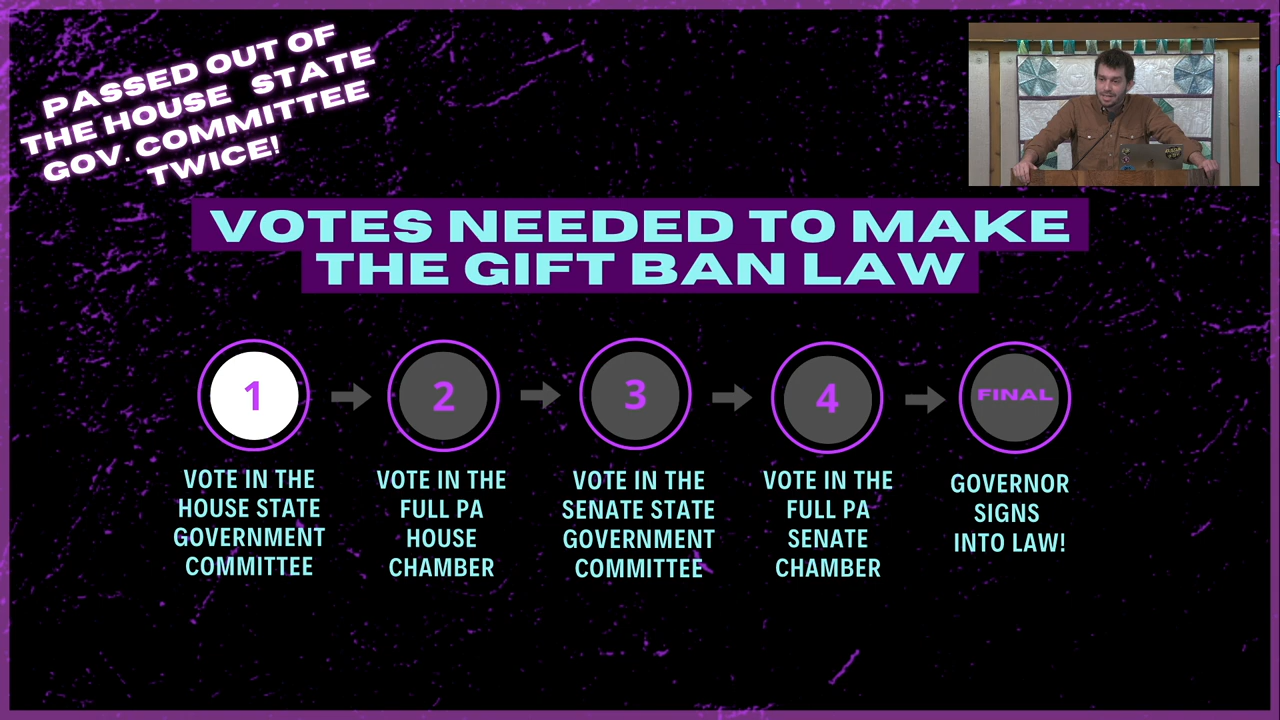 PASSED OUT OF
THE HOUSE STATE
GOV. COMMITTEE
TWICE!
VOTES NEEDED TO MAKE
THE GIFT BAN LAW
1
2
3
4
FINAL
VOTE IN THE
HOUSE STATE
GOVERNMENT
COMMITTEE
VOTE IN THE
FULL PA
HOUSE
CHAMBER
VOTE IN THE
SENATE STATE
GOVERNMENT
COMMITTEE
VOTE IN THE
FULL PA
SENATE
CHAMBER
GOVERNOR
SIGNS
INTO LAW!